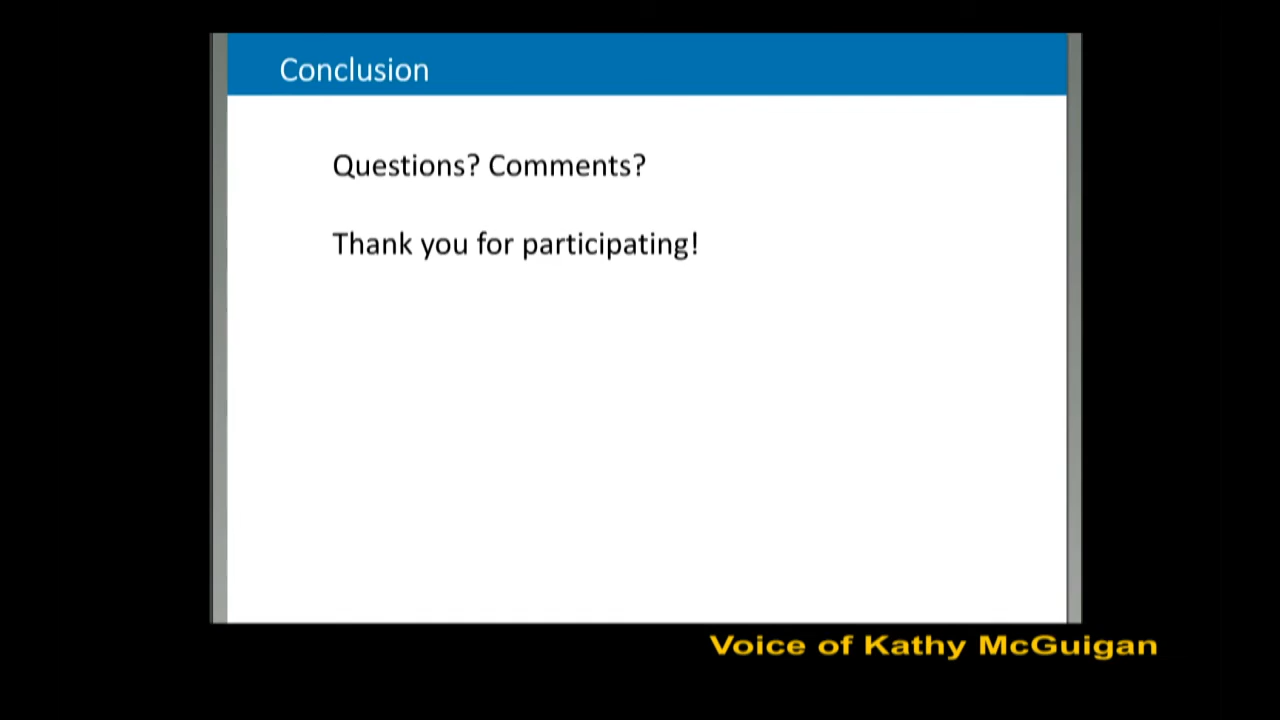 Conclusion
Questions? Comments?
Thank you for participating!
Voice of Kathy McGuigan